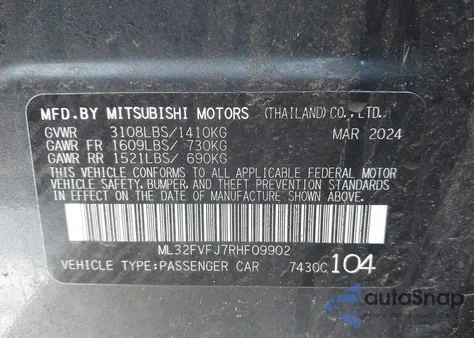 MFD.BY MITSUBISHI MOTORS (THAILAND)CO.,LTD.
GVWR 3108LBS/1410KG MAR 2024
GAWR FR 1609LBS/ 730KG
GAWR RR 1521LBS/ 690KG
THIS VEHICLE CONFORMS TO ALL APPLICABLE FEDERAL MOTOR
VEHICLE SAFETY, BUMPER, AND THEFT PREVENTION STANDARDS
IN EFFECT ON THE DATE OF MANUFACTURE SHOWN ABOVE.
ML32FVFJ7RHF09902
VEHICLE TYPE:PASSENGER CAR 7430C104
autoSnap